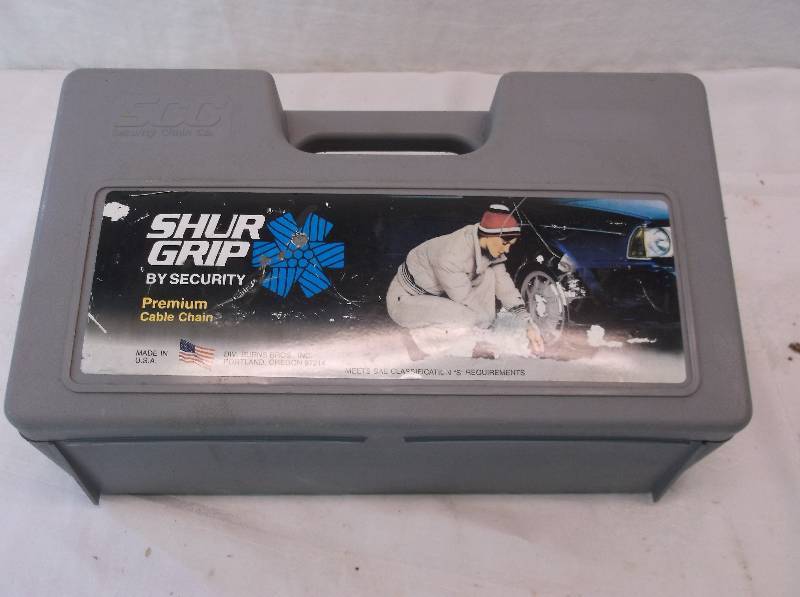 SCC
Security Chain Co.
SHUR
GRIP
BY SECURITY
Premium
Cable Chain
MADE IN
U.S.A.
DIV. BURNS BROS., INC.
PORTLAND, OREGON 97214
MEETS SAE CLASSIFICATION "S" REQUIREMENTS